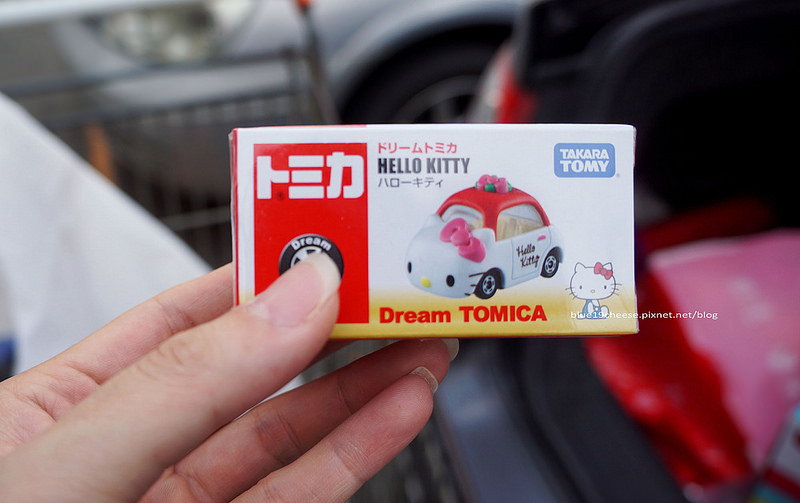 トミカ
Dream
ドリームトミカ
HELLO KITTY
ハローキティ
TAKARA
TOMY
Hello
Kitty
Dream TOMICA
blue19cheese.pixnet.net/blog